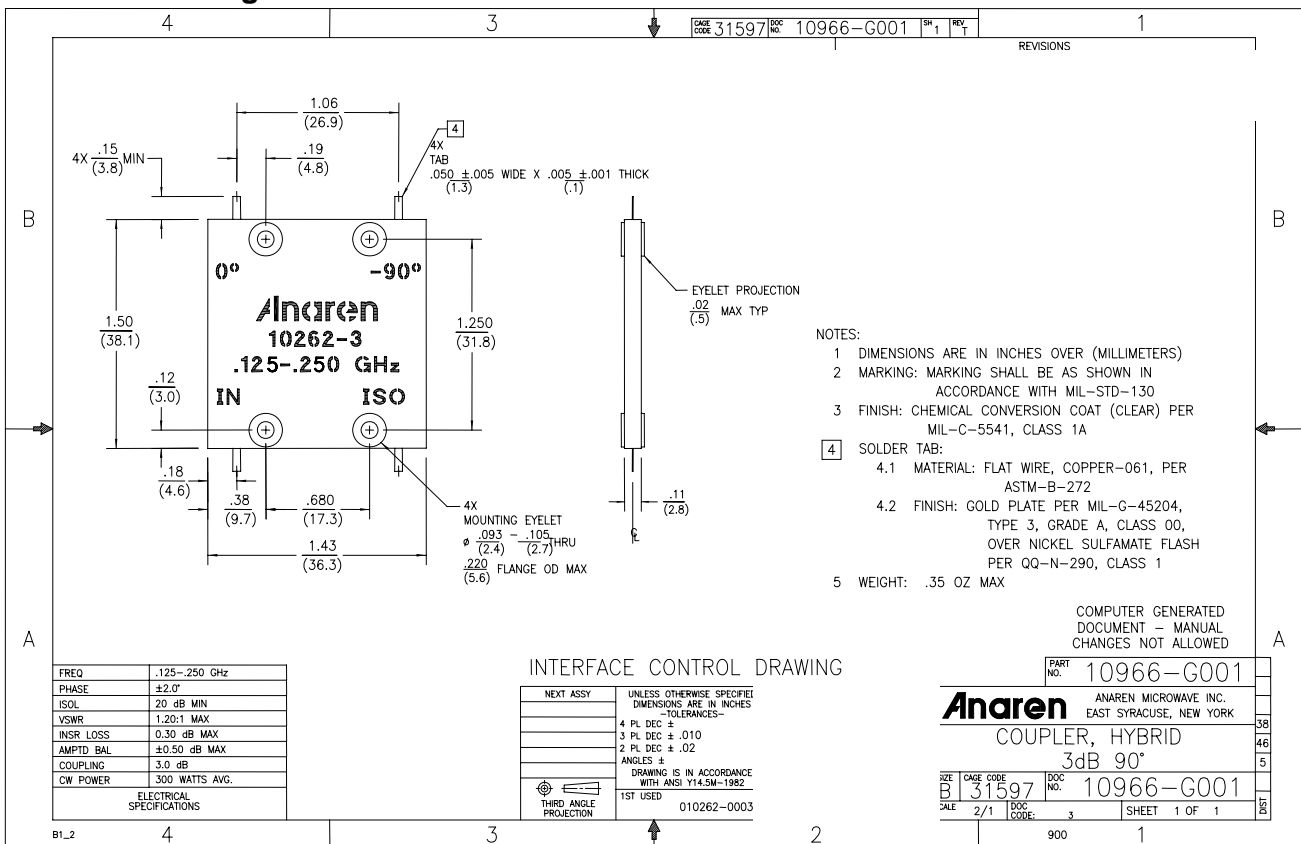 4
3
CAGE CODE 31597 DOC NO. 10966-G001 SH 1 REV T
1
REVISIONS
1.06
(26.9)
4X .15 (3.8) MIN
.19
(4.8)
4
4X
TAB
.050 ±.005 WIDE X .005 ±.001 THICK
(1.3) (.1)
B
B
0° -90°
Anaren
10262-3
.125-.250 GHz
IN ISO
1.50
(38.1)
.12
(3.0)
1.250
(31.8)
EYELET PROJECTION
.02
(.5) MAX TYP
.18
(4.6)
.38
(9.7)
.680
(17.3)
1.43
(36.3)
4X
MOUNTING EYELET
ø .093 - .105 THRU
(2.4) (2.7)
.220
(5.6) FLANGE OD MAX
.11
(2.8)
℄
NOTES:
1 DIMENSIONS ARE IN INCHES OVER (MILLIMETERS)
2 MARKING: MARKING SHALL BE AS SHOWN IN
ACCORDANCE WITH MIL-STD-130
3 FINISH: CHEMICAL CONVERSION COAT (CLEAR) PER
MIL-C-5541, CLASS 1A
4 SOLDER TAB:
4.1 MATERIAL: FLAT WIRE, COPPER-061, PER
ASTM-B-272
4.2 FINISH: GOLD PLATE PER MIL-G-45204,
TYPE 3, GRADE A, CLASS 00,
OVER NICKEL SULFAMATE FLASH
PER QQ-N-290, CLASS 1
5 WEIGHT: .35 OZ MAX
COMPUTER GENERATED
DOCUMENT - MANUAL
CHANGES NOT ALLOWED
A
A
FREQ .125-.250 GHz
PHASE ±2.0°
ISOL 20 dB MIN
VSWR 1.20:1 MAX
INSR LOSS 0.30 dB MAX
AMPTD BAL ±0.50 dB MAX
COUPLING 3.0 dB
CW POWER 300 WATTS AVG.
ELECTRICAL
SPECIFICATIONS
INTERFACE CONTROL DRAWING
NEXT ASSY
UNLESS OTHERWISE SPECIFIED
DIMENSIONS ARE IN INCHES
-TOLERANCES-
4 PL DEC ±
3 PL DEC ± .010
2 PL DEC ± .02
ANGLES ±
DRAWING IS IN ACCORDANCE
WITH ANSI Y14.5M-1982
THIRD ANGLE
PROJECTION
1ST USED
010262-0003
PART NO. 10966-G001
Anaren
ANAREN MICROWAVE INC.
EAST SYRACUSE, NEW YORK
COUPLER, HYBRID
3dB 90°
SIZE B CAGE CODE 31597 DOC NO. 10966-G001
SCALE 2/1 DOC CODE: 3 SHEET 1 OF 1
38
46
5
DIST
B1_2
4
3
2
900
1